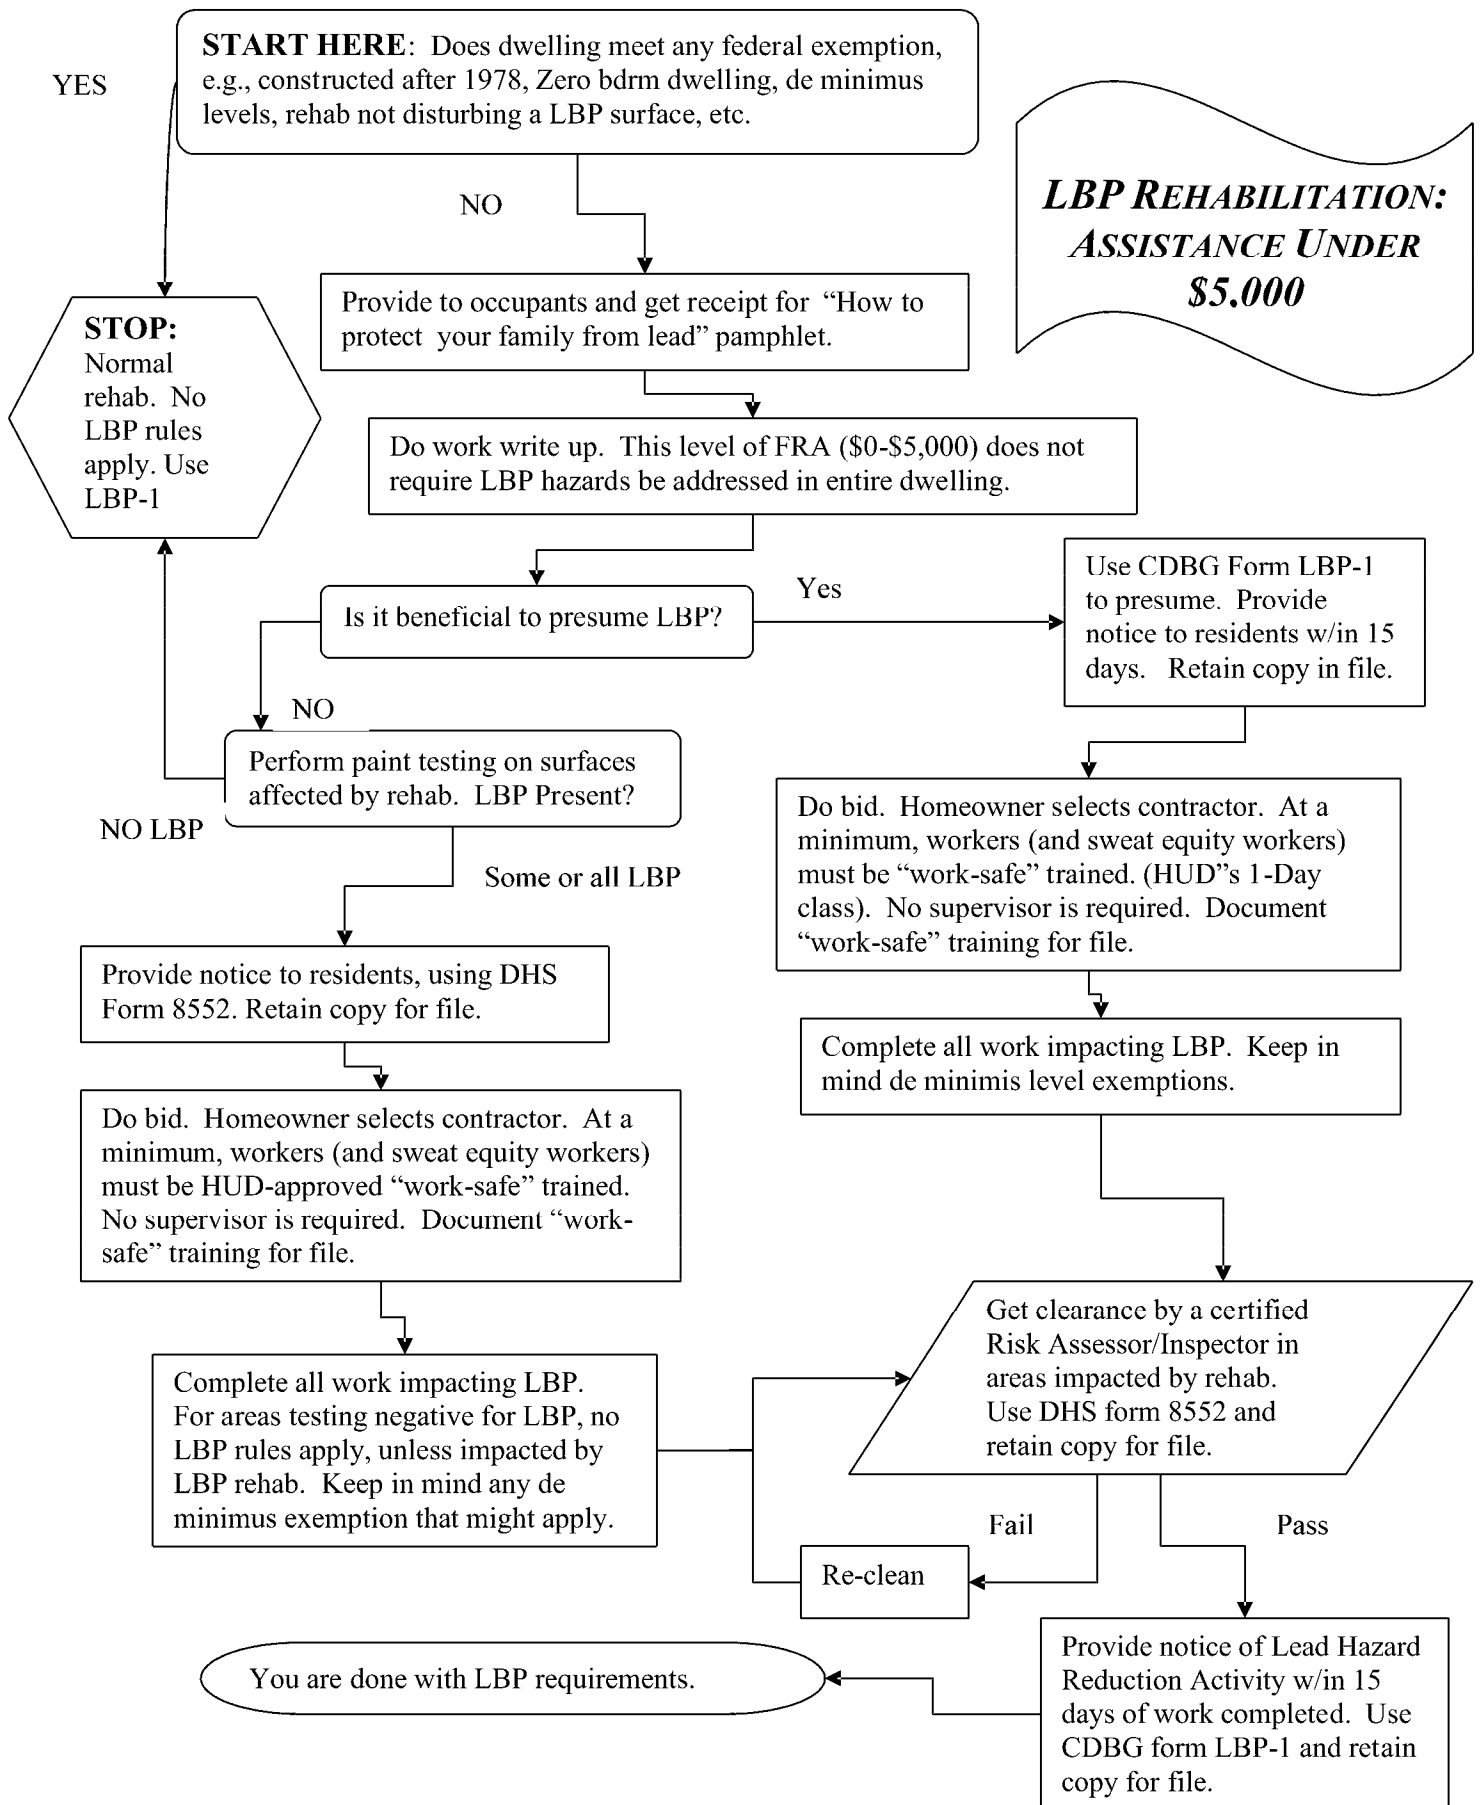 START HERE: Does dwelling meet any federal exemption,
e.g., constructed after 1978, Zero bdrm dwelling, de minimus
levels, rehab not disturbing a LBP surface, etc.
YES
NO
LBP REHABILITATION:
ASSISTANCE UNDER
$5,000
Provide to occupants and get receipt for “How to
protect your family from lead” pamphlet.
STOP:
Normal
rehab. No
LBP rules
apply. Use
LBP-1
Do work write up. This level of FRA ($0-$5,000) does not
require LBP hazards be addressed in entire dwelling.
Is it beneficial to presume LBP?
Yes
Use CDBG Form LBP-1
to presume. Provide
notice to residents w/in 15
days. Retain copy in file.
NO
Perform paint testing on surfaces
affected by rehab. LBP Present?
NO LBP
Some or all LBP
Do bid. Homeowner selects contractor. At a
minimum, workers (and sweat equity workers)
must be “work-safe” trained. (HUD”s 1-Day
class). No supervisor is required. Document
“work-safe” training for file.
Provide notice to residents, using DHS
Form 8552. Retain copy for file.
Complete all work impacting LBP. Keep in
mind de minimis level exemptions.
Do bid. Homeowner selects contractor. At a
minimum, workers (and sweat equity workers)
must be HUD-approved “work-safe” trained.
No supervisor is required. Document “work-
safe” training for file.
Get clearance by a certified
Risk Assessor/Inspector in
areas impacted by rehab.
Use DHS form 8552 and
retain copy for file.
Complete all work impacting LBP.
For areas testing negative for LBP, no
LBP rules apply, unless impacted by
LBP rehab. Keep in mind any de
minimus exemption that might apply.
Fail
Pass
Re-clean
Provide notice of Lead Hazard
Reduction Activity w/in 15
days of work completed. Use
CDBG form LBP-1 and retain
copy for file.
You are done with LBP requirements.